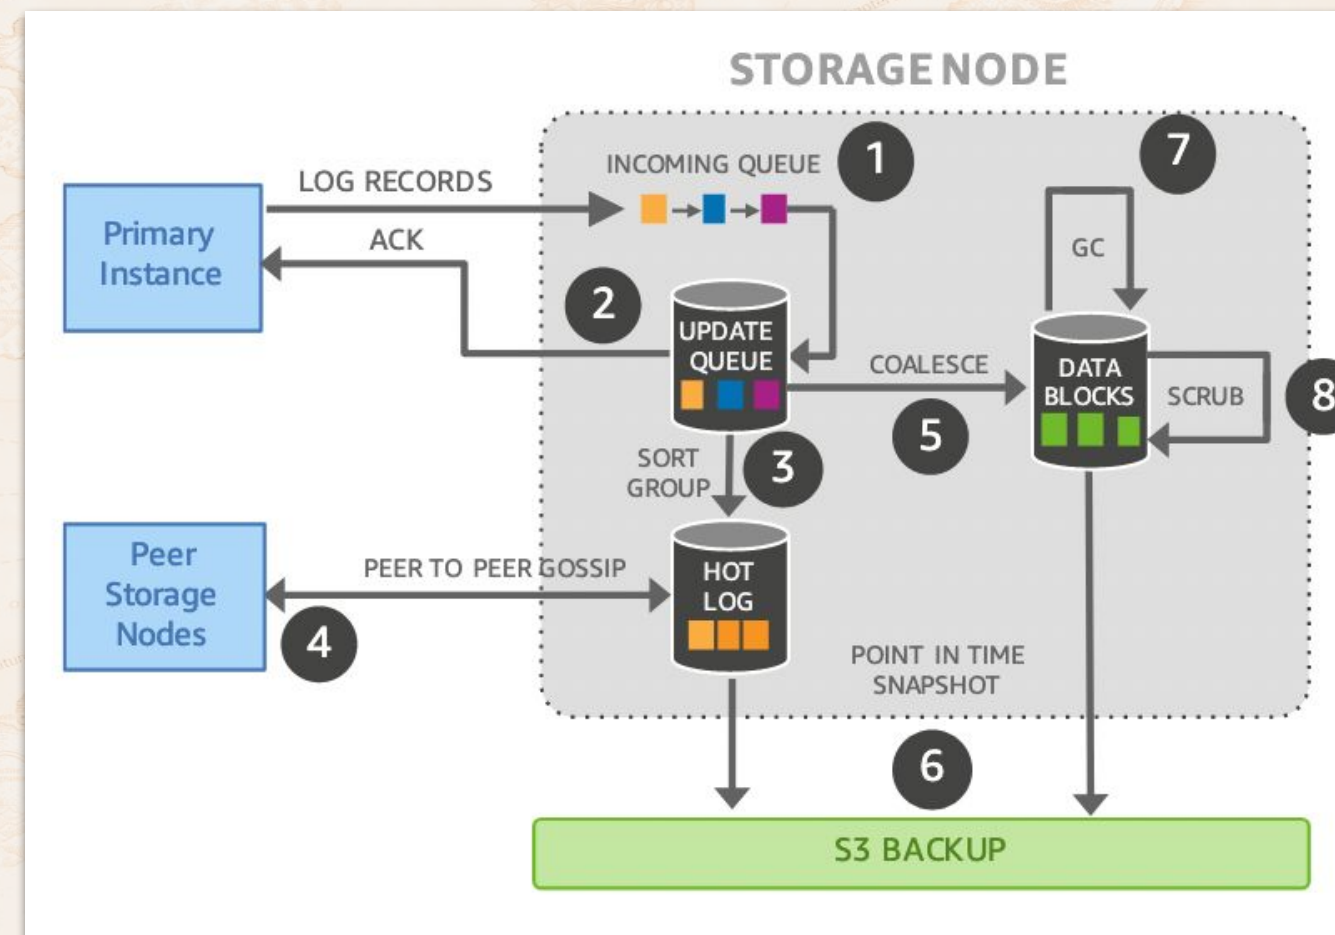 STORAGE NODE
INCOMING QUEUE
1
7
LOG RECORDS
Primary
Instance
ACK
GC
2
UPDATE
QUEUE
COALESCE
DATA
BLOCKS
SCRUB
8
5
SORT
GROUP
3
Peer
Storage
Nodes
PEER TO PEER GOSSIP
HOT
LOG
4
POINT IN TIME
SNAPSHOT
6
S3 BACKUP